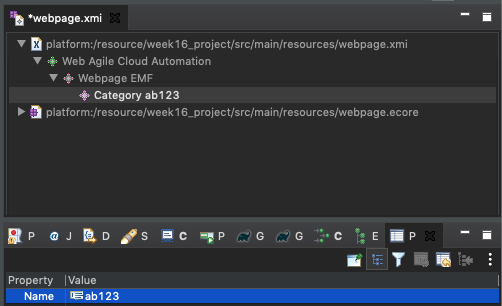 *webpage.xmi
platform:/resource/week16_project/src/main/resources/webpage.xmi
Web Agile Cloud Automation
Webpage EMF
Category ab123
platform:/resource/week16_project/src/main/resources/webpage.ecore
P J D S C P G G C E P
Property Value
Name ab123